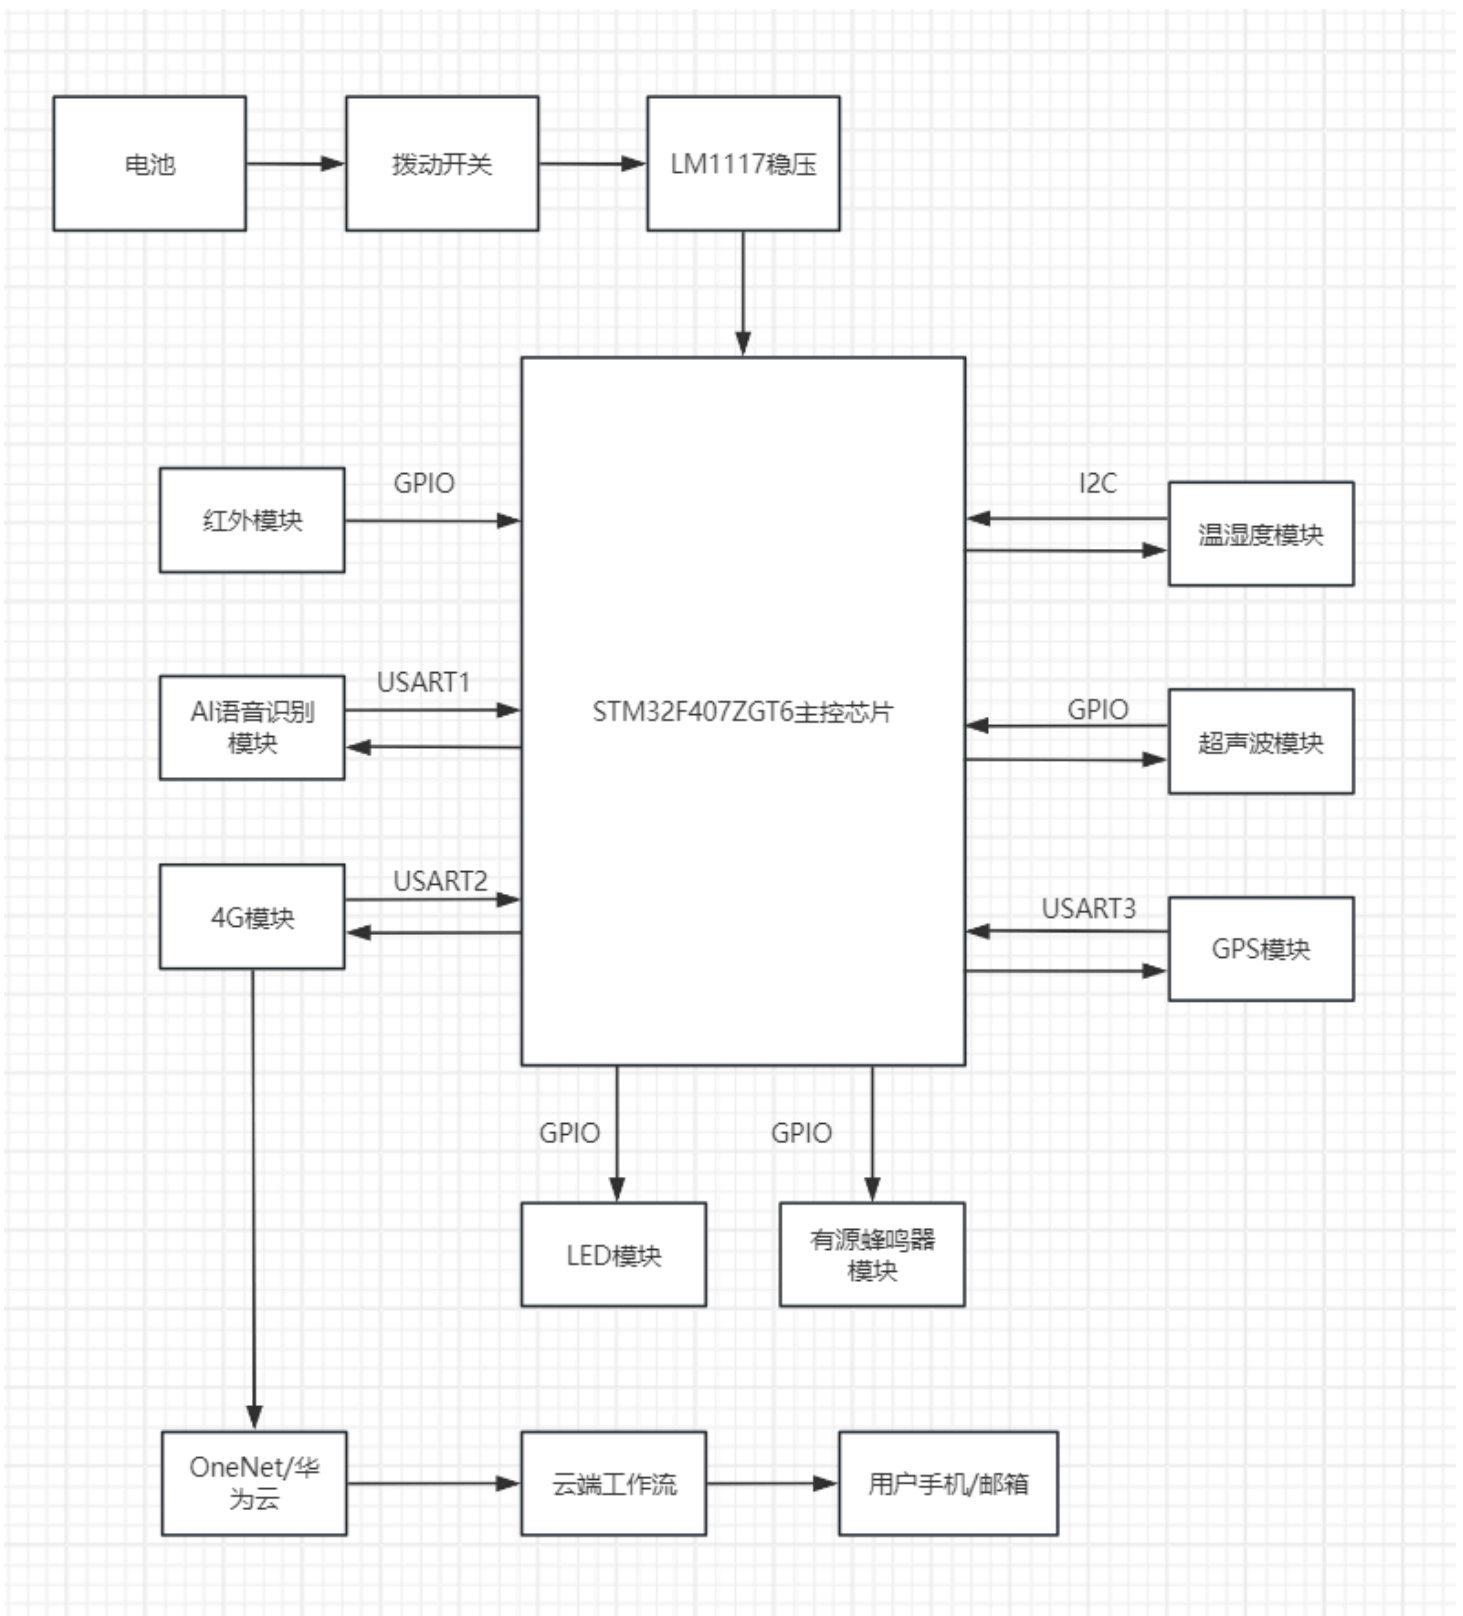 电池
拨动开关
LM1117稳压
GPIO
红外模块
I2C
温湿度模块
USART1
AI语音识别
模块
STM32F407ZGT6主控芯片
GPIO
超声波模块
USART2
4G模块
USART3
GPS模块
GPIO
GPIO
LED模块
有源蜂鸣器
模块
OneNet/华
为云
云端工作流
用户手机/邮箱